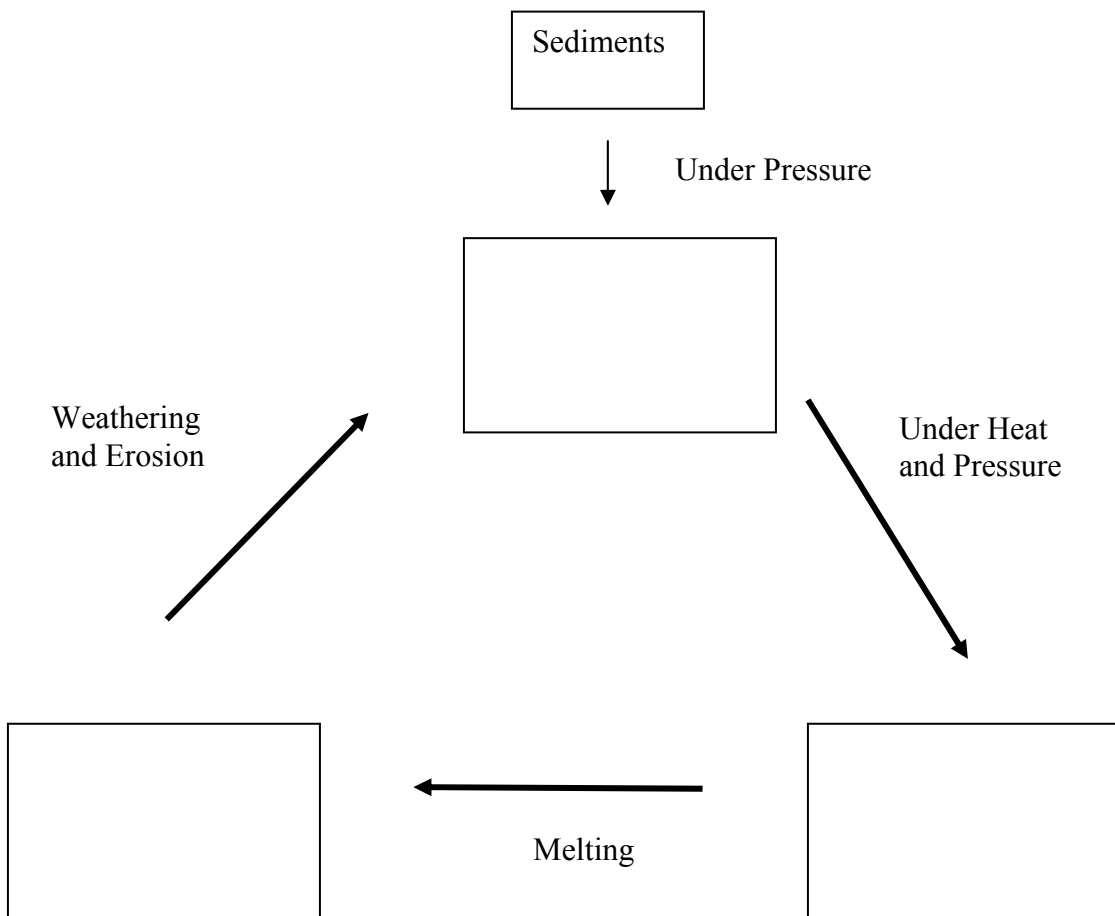 Sediments
Under Pressure
Weathering
and Erosion
Under Heat
and Pressure
Melting